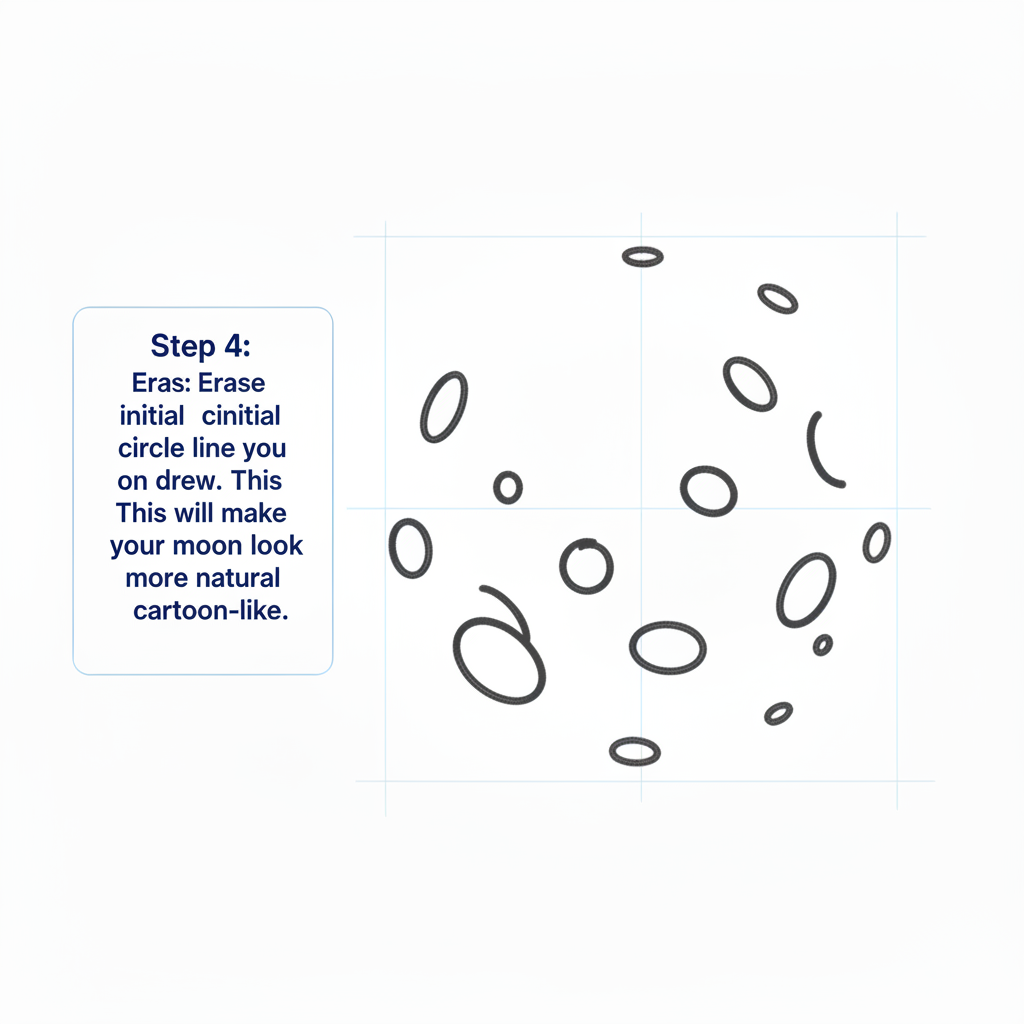 Step 4:
Eras: Erase
initial cinitial
circle line you
on drew. This
This will make
your moon look
more natural
cartoon-like.